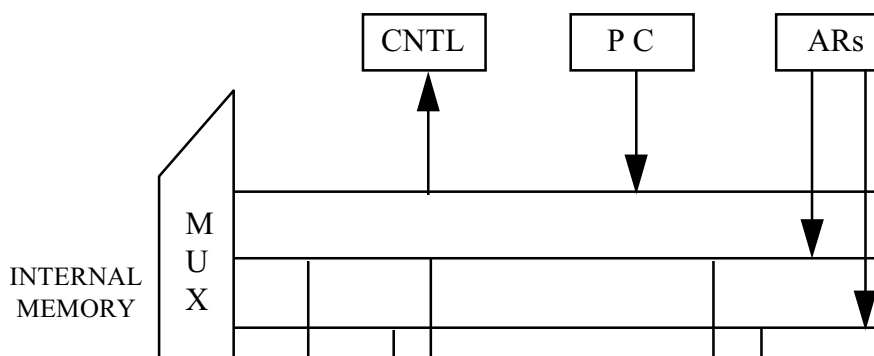 CNTL
P C
ARs
M
U
X
INTERNAL
MEMORY